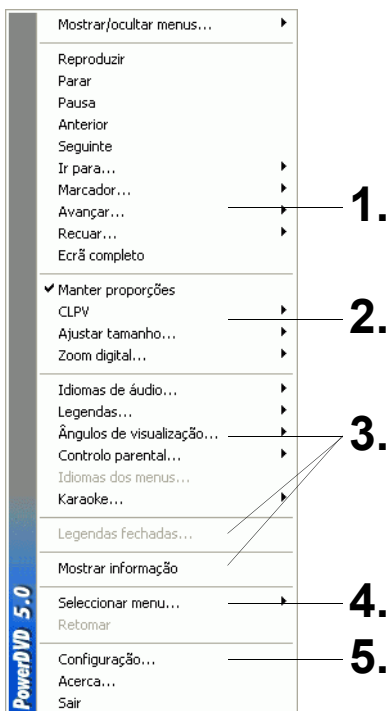 Mostrar/ocultar menus...
Reproduzir
Parar
Pausa
Anterior
Seguinte
Ir para...
Marcador...
Avançar...
1.
Recuar...
Ecrã completo
Manter proporções
CLPV
2.
Ajustar tamanho...
Zoom digital...
Idiomas de áudio...
Legendas...
Ângulos de visualização...
3.
Controlo parental...
Idiomas dos menus...
Karaoke...
Legendas fechadas...
Mostrar informação
Seleccionar menu...
4.
Retomar
Configuração...
5.
Acerca...
Sair
PowerDVD 5.0